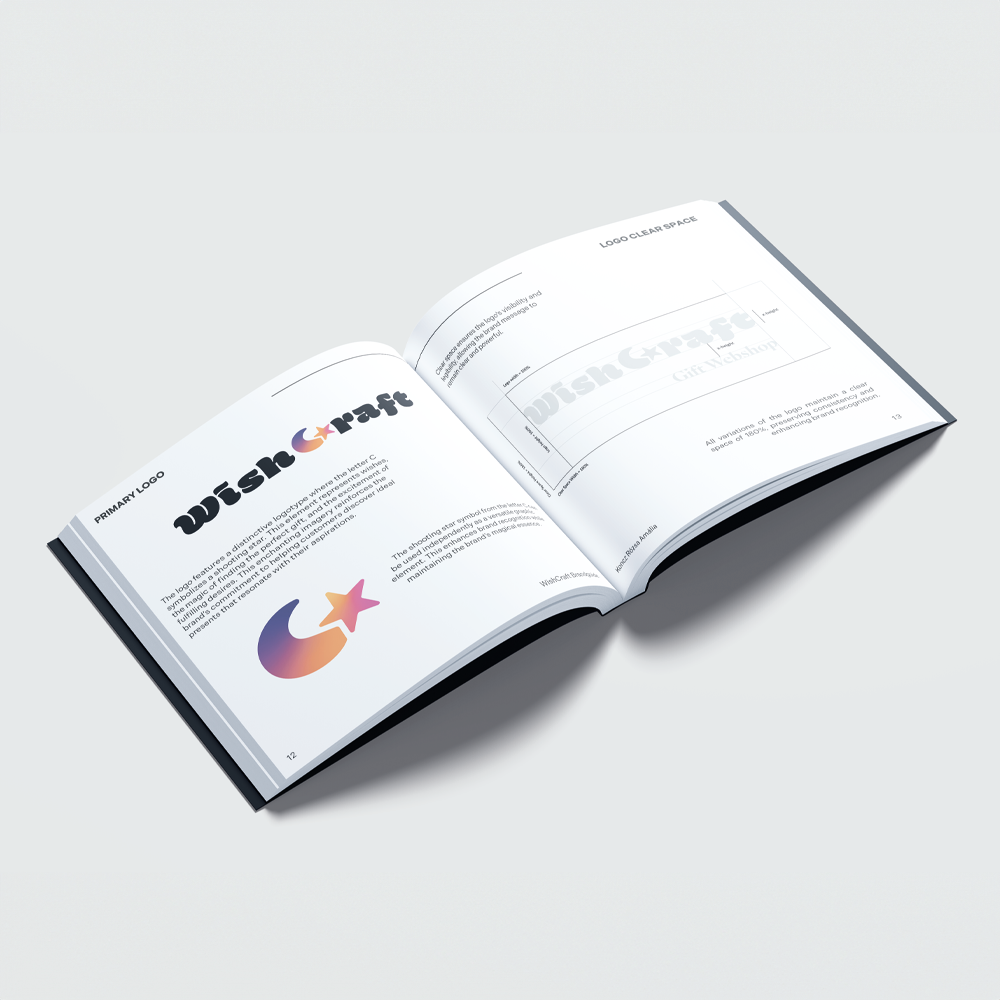 PRIMARY LOGO
wishCraft
The logo features a distinctive logotype where the letter C
symbolizes a shooting star. This element represents wishes,
the magic of finding the perfect gift, and the excitement of
fulfilling desires. This enchanting imagery reinforces the
brand's commitment to helping customers discover ideal
presents that resonate with their aspirations.
The shooting star symbol from the letter C
be used independently as a versatile graphic
element. This enhances brand recognition while
maintaining the brand's magical essence.
12
WishCraft Brandguide
LOGO CLEAR SPACE
Clear space ensures the logo's visibility and
legibility, allowing the brand message to
remain clear and powerful.
Logo width = 100%
x-height
wishCraft
x-height
Gift Webshop
All variations of the logo maintain a clear
space of 180%, preserving consistency and
enhancing brand recognition.
Koncz Rózsa Amália
13